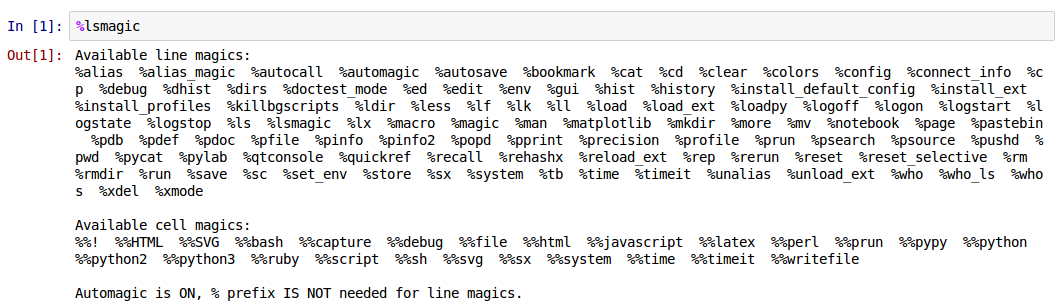 In [1]: %lsmagic
Out[1]: Available line magics:
%alias  %alias_magic  %autocall  %automagic  %autosave  %bookmark  %cat  %cd  %clear  %colors  %config  %connect_info  %c
p  %debug  %dhist  %dirs  %doctest_mode  %ed  %edit  %env  %gui  %hist  %history  %install_default_config  %install_ext
%install_profiles  %killbgscripts  %ldir  %less  %lf  %lk  %ll  %load  %load_ext  %loadpy  %logoff  %logon  %logstart  %l
ogstate  %logstop  %ls  %lsmagic  %lx  %macro  %magic  %man  %matplotlib  %mkdir  %more  %mv  %notebook  %page  %pastebin
%pdb  %pdef  %pdoc  %pfile  %pinfo  %pinfo2  %popd  %pprint  %precision  %profile  %prun  %psearch  %psource  %pushd  %
pwd  %pycat  %pylab  %qtconsole  %quickref  %recall  %rehashx  %reload_ext  %rep  %rerun  %reset  %reset_selective  %rm
%rmdir  %run  %save  %sc  %set_env  %store  %sx  %system  %tb  %time  %timeit  %unalias  %unload_ext  %who  %who_ls  %who
s  %xdel  %xmode
Available cell magics:
%%!  %%HTML  %%SVG  %%bash  %%capture  %%debug  %%file  %%html  %%javascript  %%latex  %%perl  %%prun  %%pypy  %%python
%%python2  %%python3  %%ruby  %%script  %%sh  %%svg  %%sx  %%system  %%time  %%timeit  %%writefile
Automagic is ON, % prefix IS NOT needed for line magics.